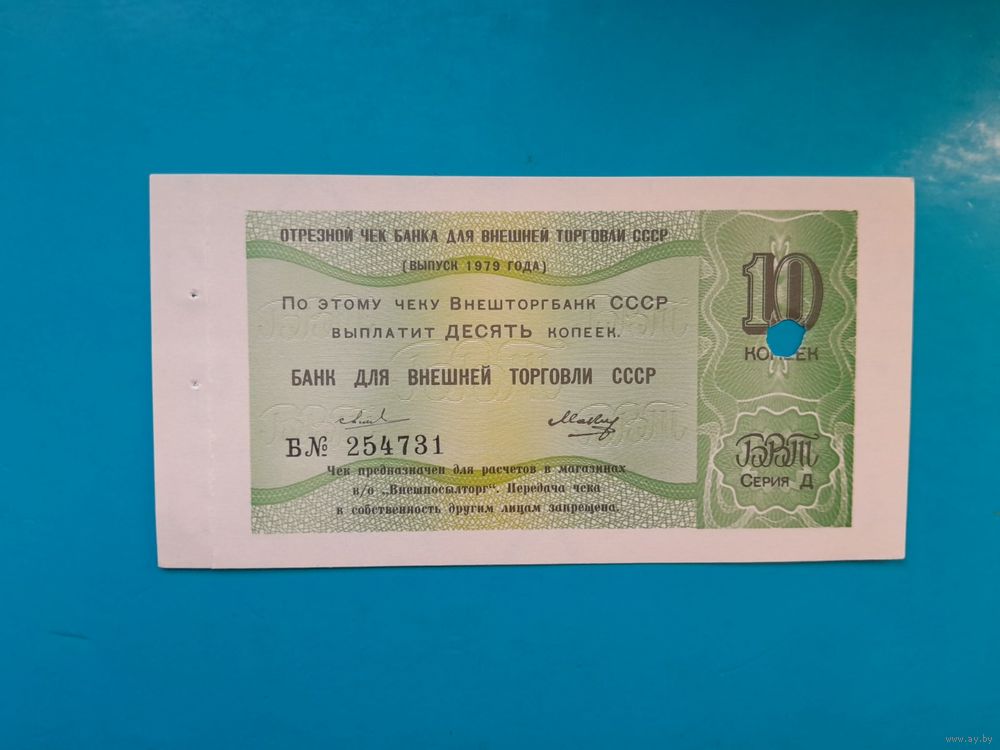 ОТРЕЗНОЙ ЧЕК БАНКА ДЛЯ ВНЕШНЕЙ ТОРГОВЛИ СССР
(ВЫПУСК 1979 ГОДА)
ПО ЭТОМУ ЧЕКУ ВНЕШТОРГБАНК СССР
ВЫПЛАТИТ ДЕСЯТЬ КОПЕЕК.
БАНК ДЛЯ ВНЕШНЕЙ ТОРГОВЛИ СССР
Б№ 254731
Чек предназначен для расчетов в магазинах
в/о „Внешпосылторг". Передача чека
в собственность другим лицам запрещена.
10
КОПЕЕК
БВТ
СЕРИЯ Д
www.ay.by